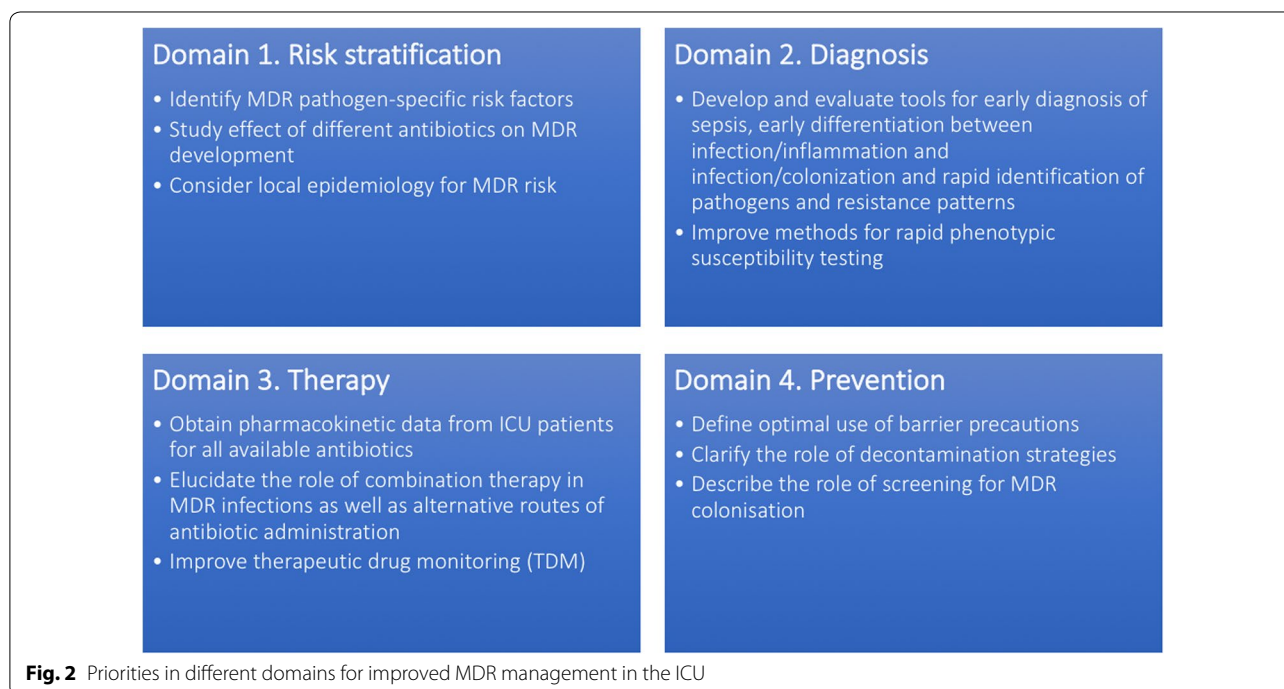 Domain 1. Risk stratification
• Identify MDR pathogen-specific risk factors
• Study effect of different antibiotics on MDR
development
• Consider local epidemiology for MDR risk
Domain 2. Diagnosis
• Develop and evaluate tools for early diagnosis of
sepsis, early differentiation between
infection/inflammation and
infection/colonization and rapid identification of
pathogens and resistance patterns
• Improve methods for rapid phenotypic
susceptibility testing
Domain 3. Therapy
• Obtain pharmacokinetic data from ICU patients
for all available antibiotics
• Elucidate the role of combination therapy in
MDR infections as well as alternative routes of
antibiotic administration
• Improve therapeutic drug monitoring (TDM)
Domain 4. Prevention
• Define optimal use of barrier precautions
• Clarify the role of decontamination strategies
• Describe the role of screening for MDR
colonisation
Fig. 2 Priorities in different domains for improved MDR management in the ICU